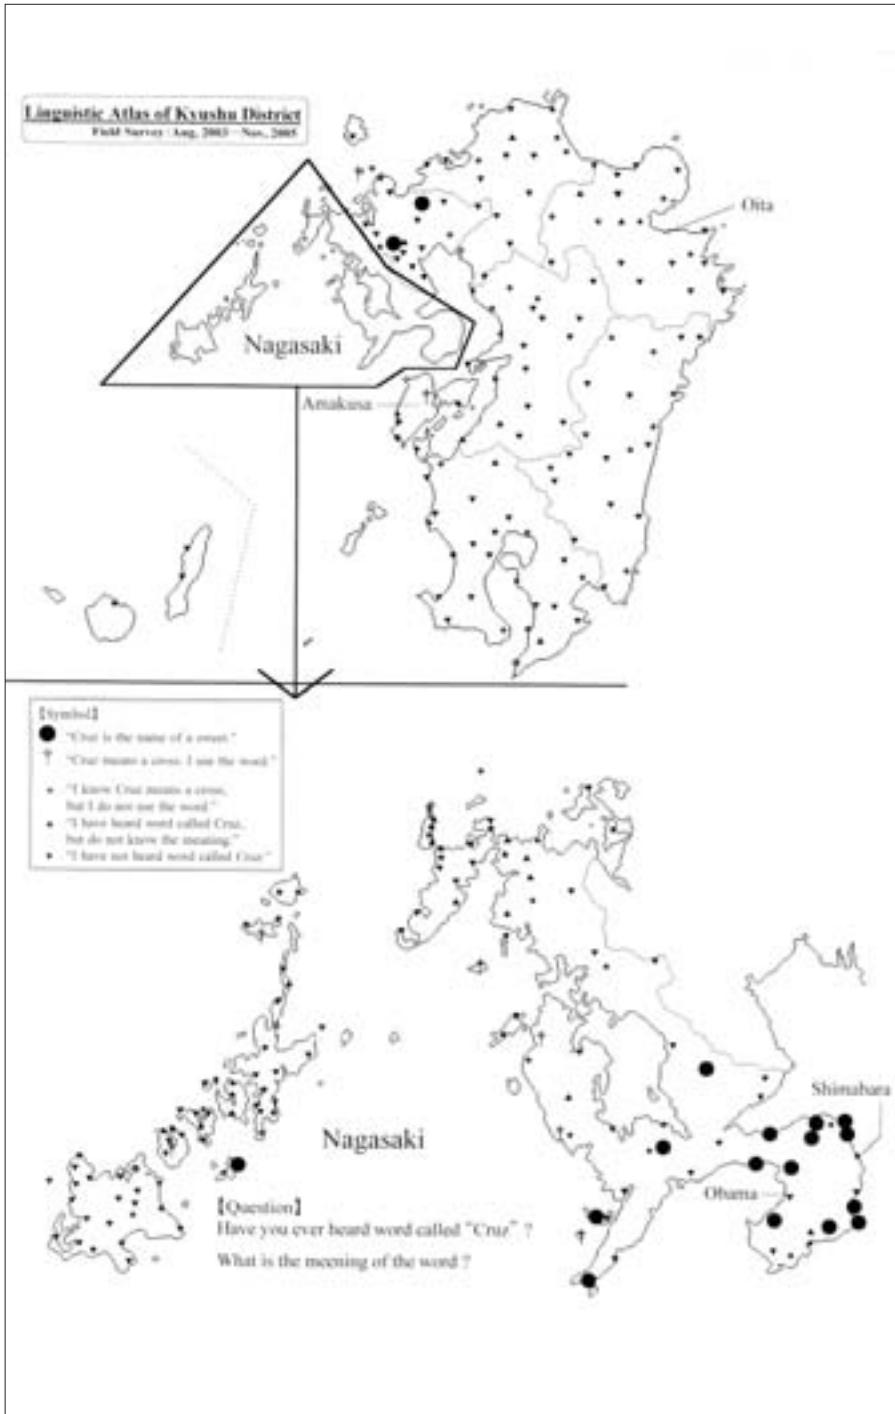 Linguistic Atlas of Kyushu District
Field Survey : Aug, 2003 - Nov, 2005
Oita
Nagasaki
Amakusa
【Symbol】
"Cruz is the name of a sweet."
"Cruz means a cross. I use the word."
"I know Cruz means a cross,
but I do not use the word."
"I have heard word called Cruz,
but do not know the meaning."
"I have not heard word called Cruz"
Shimabara
Nagasaki
Obama
【Question】
Have you ever heard word called "Cruz" ?
What is the meening of the word ?